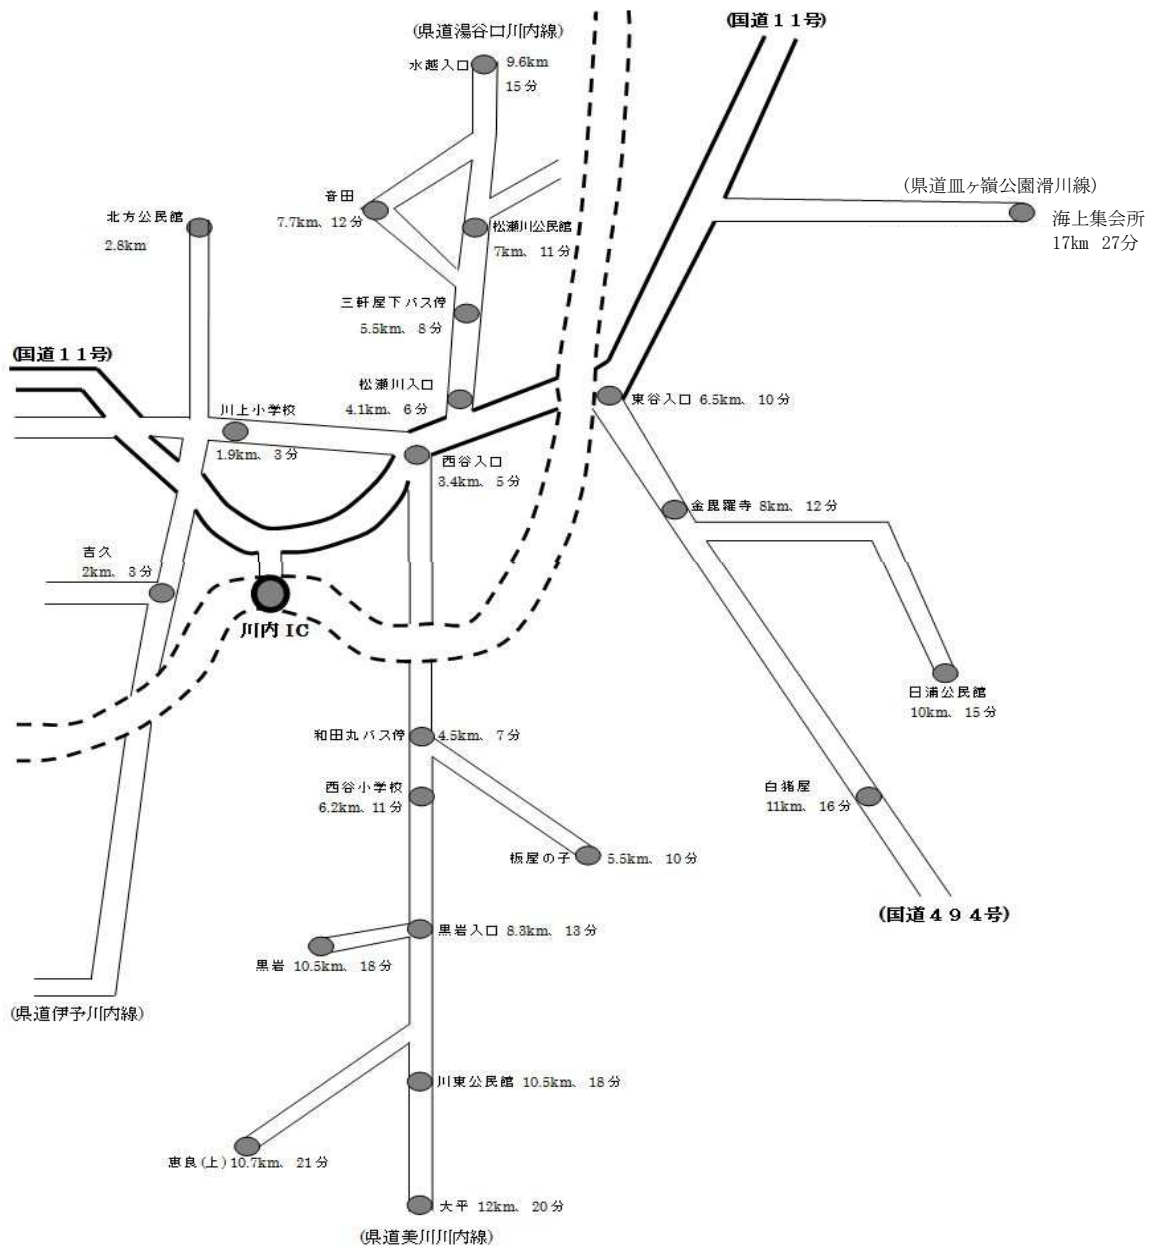 (県道湯谷口川内線)
(国道１１号)
水越入口
9.6km
15分
(県道皿ヶ嶺公園滑川線)
海上集会所
17km 27分
音田
7.7km、12分
北方公民館
2.8km
松瀬川公民館
7km、11分
三軒屋下バス停
5.5km、8分
(国道１１号)
松瀬川入口
4.1km、6分
東谷入口 6.5km、10分
川上小学校
1.9km、3分
西谷入口
3.4km、5分
金毘羅寺 8km、12分
吉久
2km、3分
川内IC
日浦公民館
10km、15分
和田丸バス停
4.5km、7分
西谷小学校
6.2km、11分
白猪屋
11km、16分
板屋の子
5.5km、10分
(国道４９４号)
黒岩入口 8.3km、13分
黒岩 10.5km、18分
(県道伊予川内線)
川東公民館 10.5km、18分
恵良(上) 10.7km、21分
大平 12km、20分
(県道美川川内線)